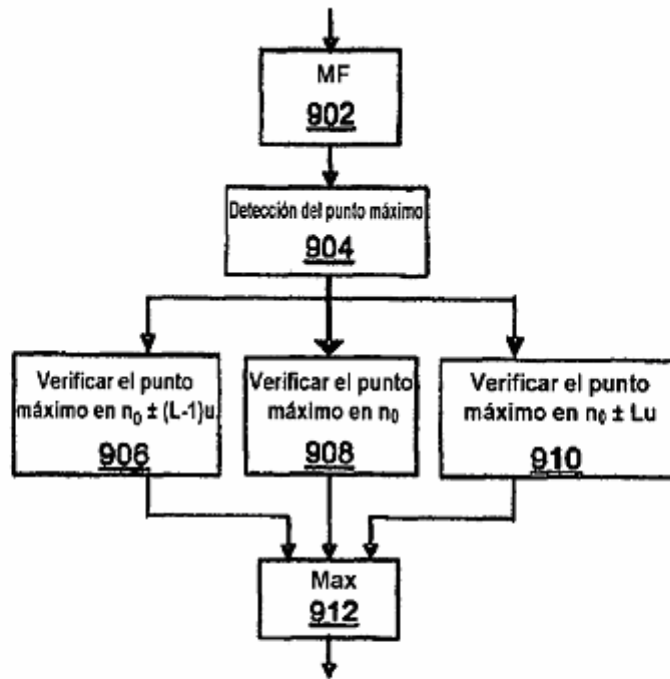 MF
902
Detección del punto máximo
904
Verificar el punto
máximo en n₀ ± (L-1)u.
906
Verificar el punto
máximo en n₀
908
Verificar el punto
máximo en n₀ ± Lu
910
Max
912